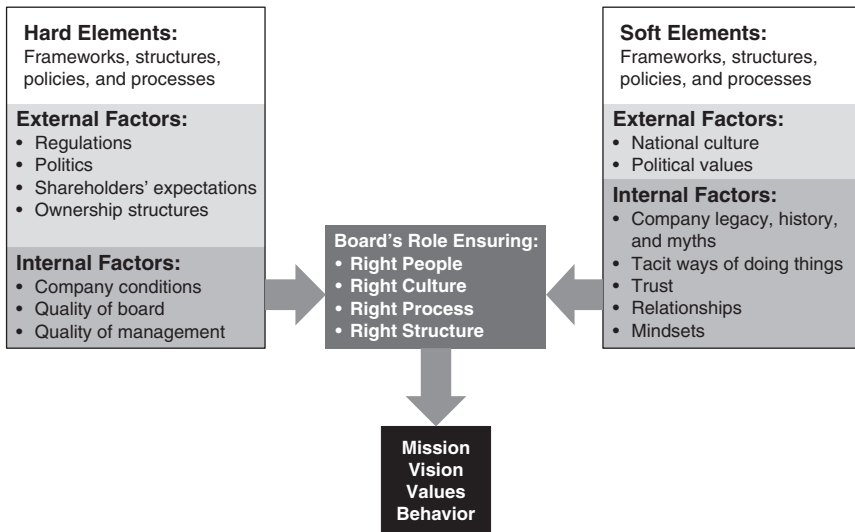 Hard Elements:
Frameworks, structures,
policies, and processes
External Factors:
• Regulations
• Politics
• Shareholders' expectations
• Ownership structures
Internal Factors:
• Company conditions
• Quality of board
• Quality of management
Board's Role Ensuring:
• Right People
• Right Culture
• Right Process
• Right Structure
Mission
Vision
Values
Behavior
Soft Elements:
Frameworks, structures,
policies, and processes
External Factors:
• National culture
• Political values
Internal Factors:
• Company legacy, history,
and myths
• Tacit ways of doing things
• Trust
• Relationships
• Mindsets